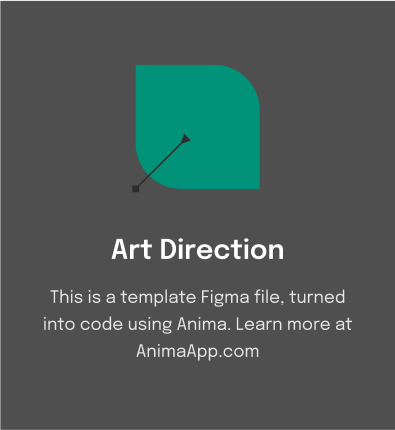 Art Direction
This is a template Figma file, turned
into code using Anima. Learn more at
AnimaApp.com